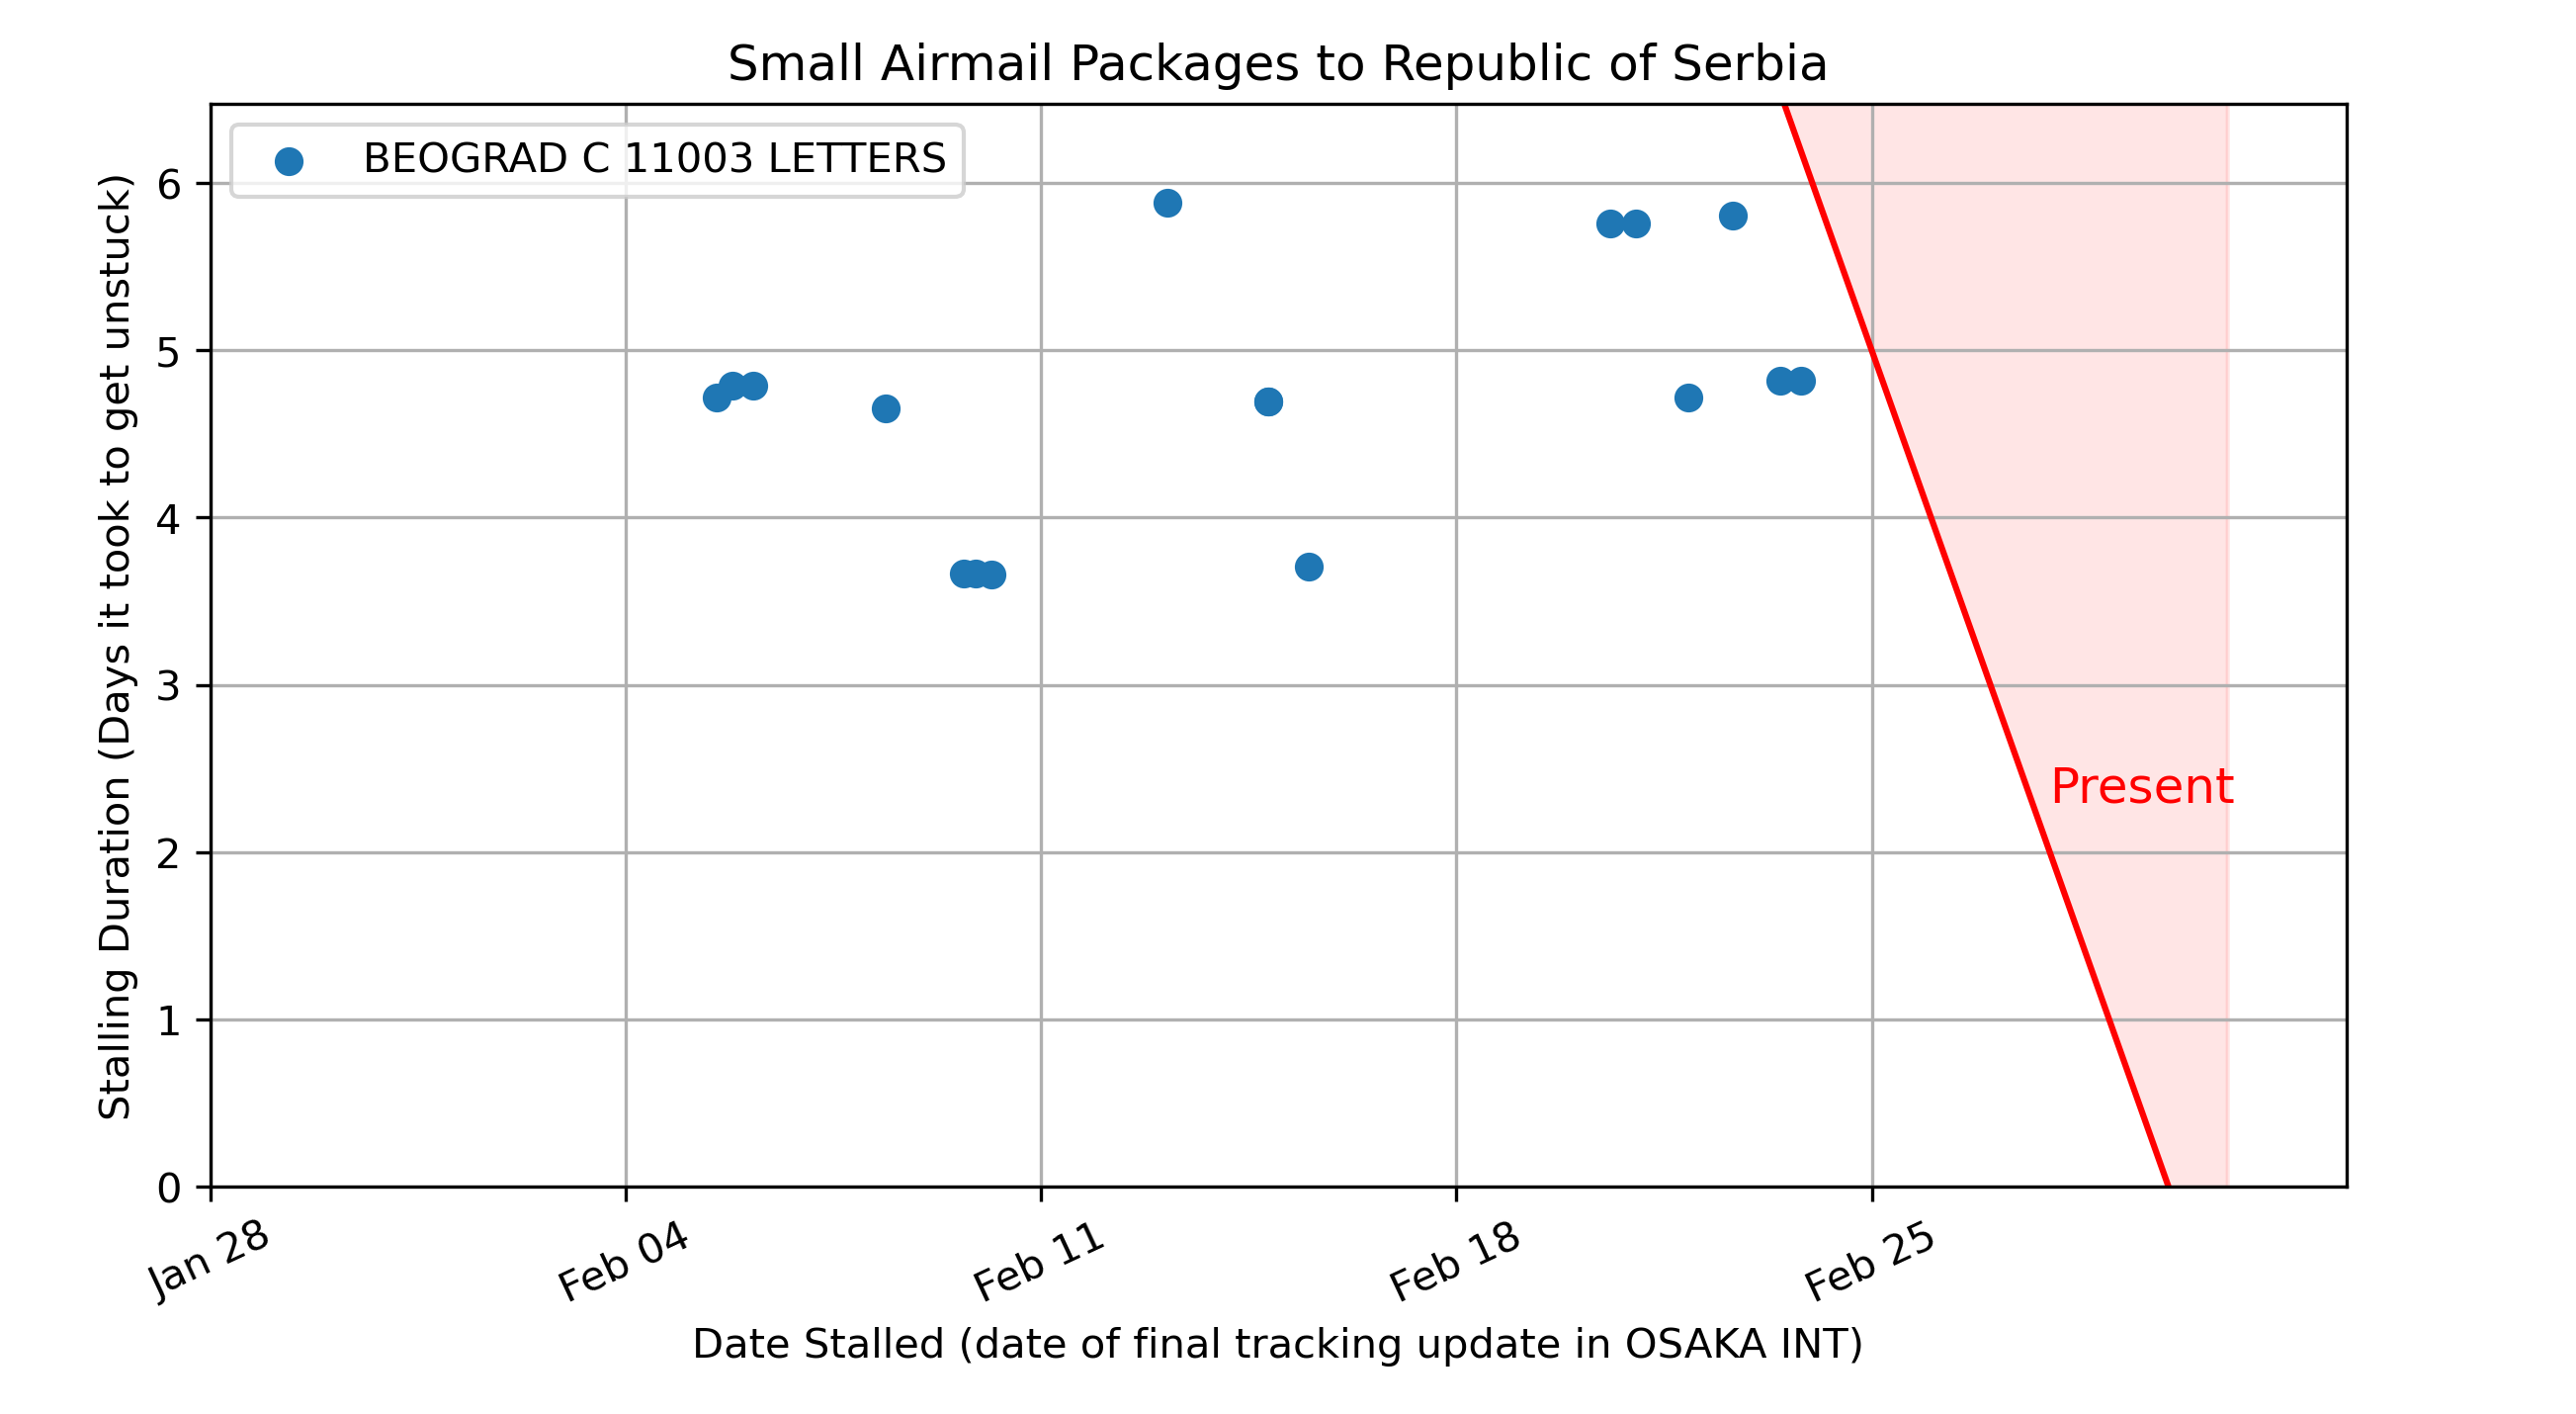 Small Airmail Packages to Republic of Serbia
BEOGRAD C 11003 LETTERS
Stalling Duration (Days it took to get unstuck)
6
5
4
3
2
1
0
Present
Jan 28
Feb 04
Feb 11
Feb 18
Feb 25
Date Stalled (date of final tracking update in OSAKA INT)